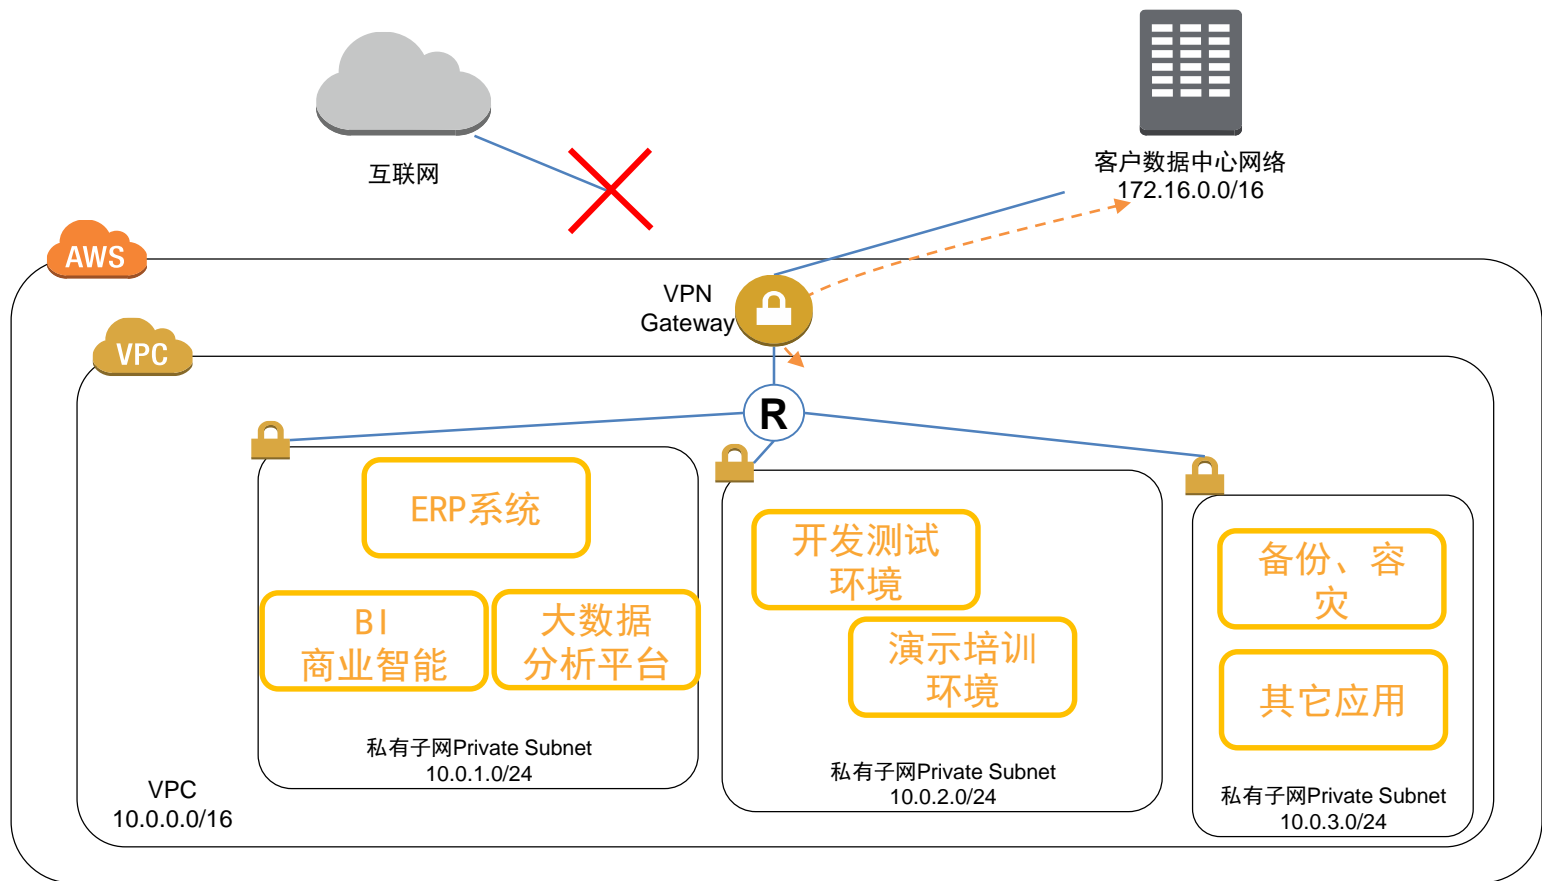 互联网
客户数据中心网络
172.16.0.0/16
AWS
VPN
Gateway
VPC
R
ERP系统
BI
商业智能
大数据
分析平台
私有子网Private Subnet
10.0.1.0/24
开发测试
环境
演示培训
环境
私有子网Private Subnet
10.0.2.0/24
备份、容
灾
其它应用
私有子网Private Subnet
10.0.3.0/24
VPC
10.0.0.0/16